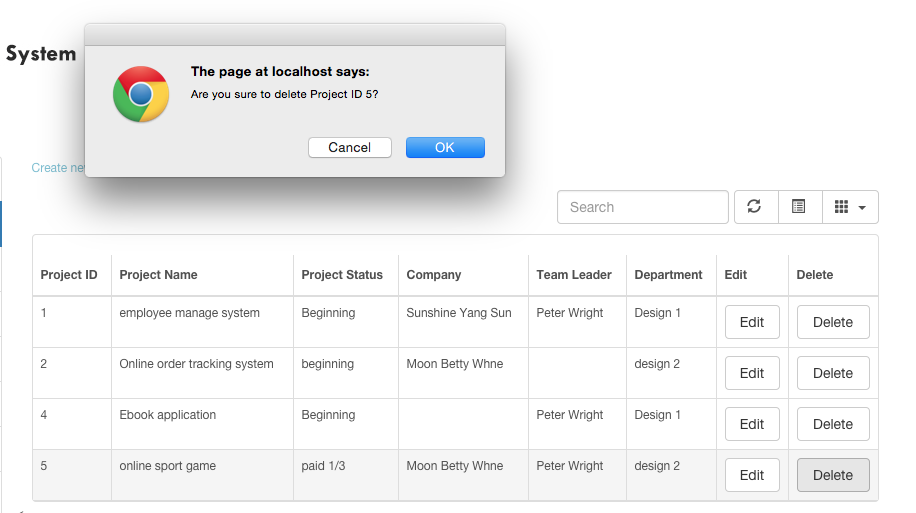 System
The page at localhost says:
Are you sure to delete Project ID 5?
Cancel OK
Create
Search
Project ID Project Name Project Status Company Team Leader Department Edit Delete
1 employee manage system Beginning Sunshine Yang Sun Peter Wright Design 1 Edit Delete
2 Online order tracking system beginning Moon Betty Whne design 2 Edit Delete
4 Ebook application Beginning Peter Wright Design 1 Edit Delete
5 online sport game paid 1/3 Moon Betty Whne Peter Wright design 2 Edit Delete